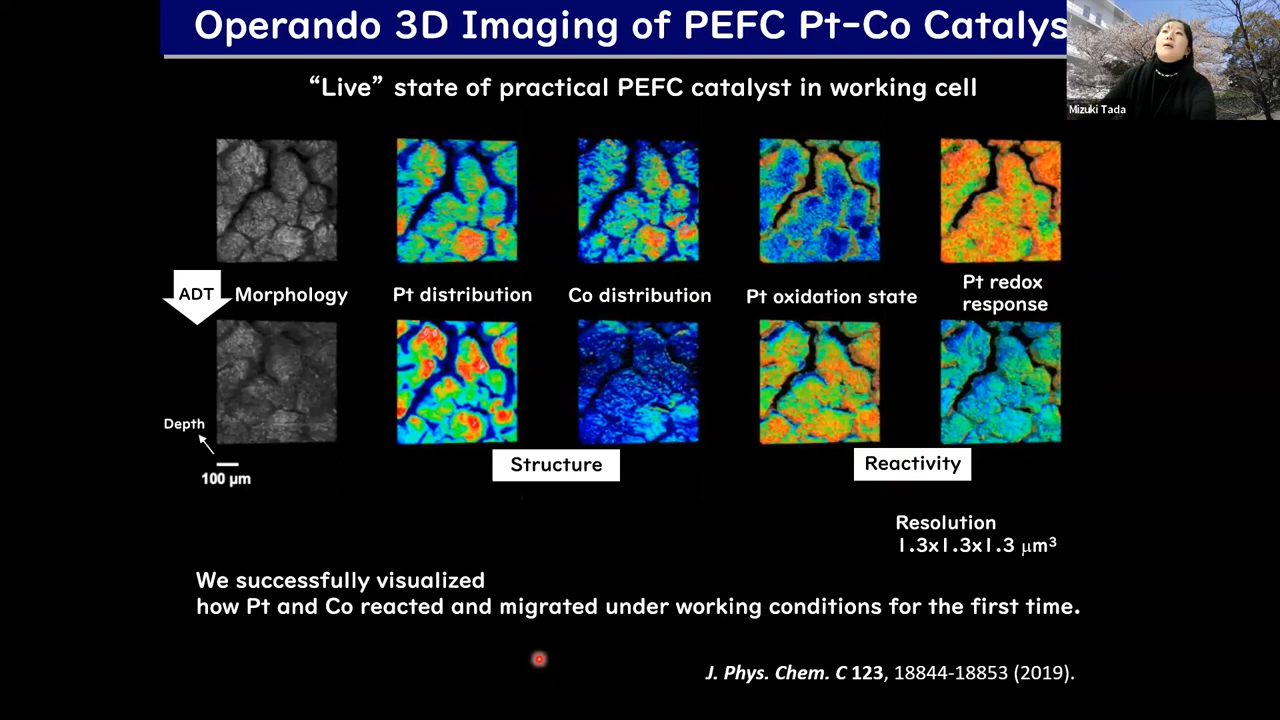 Operando 3D Imaging of PEFC Pt-Co Catalys
Mizuki Tada
“Live” state of practical PEFC catalyst in working cell
ADT
Morphology
Pt distribution
Co distribution
Pt oxidation state
Pt redox
response
Depth
100 μm
Structure
Reactivity
Resolution
1.3x1.3x1.3 μm³
We successfully visualized
how Pt and Co reacted and migrated under working conditions for the first time.
J. Phys. Chem. C 123, 18844-18853 (2019).